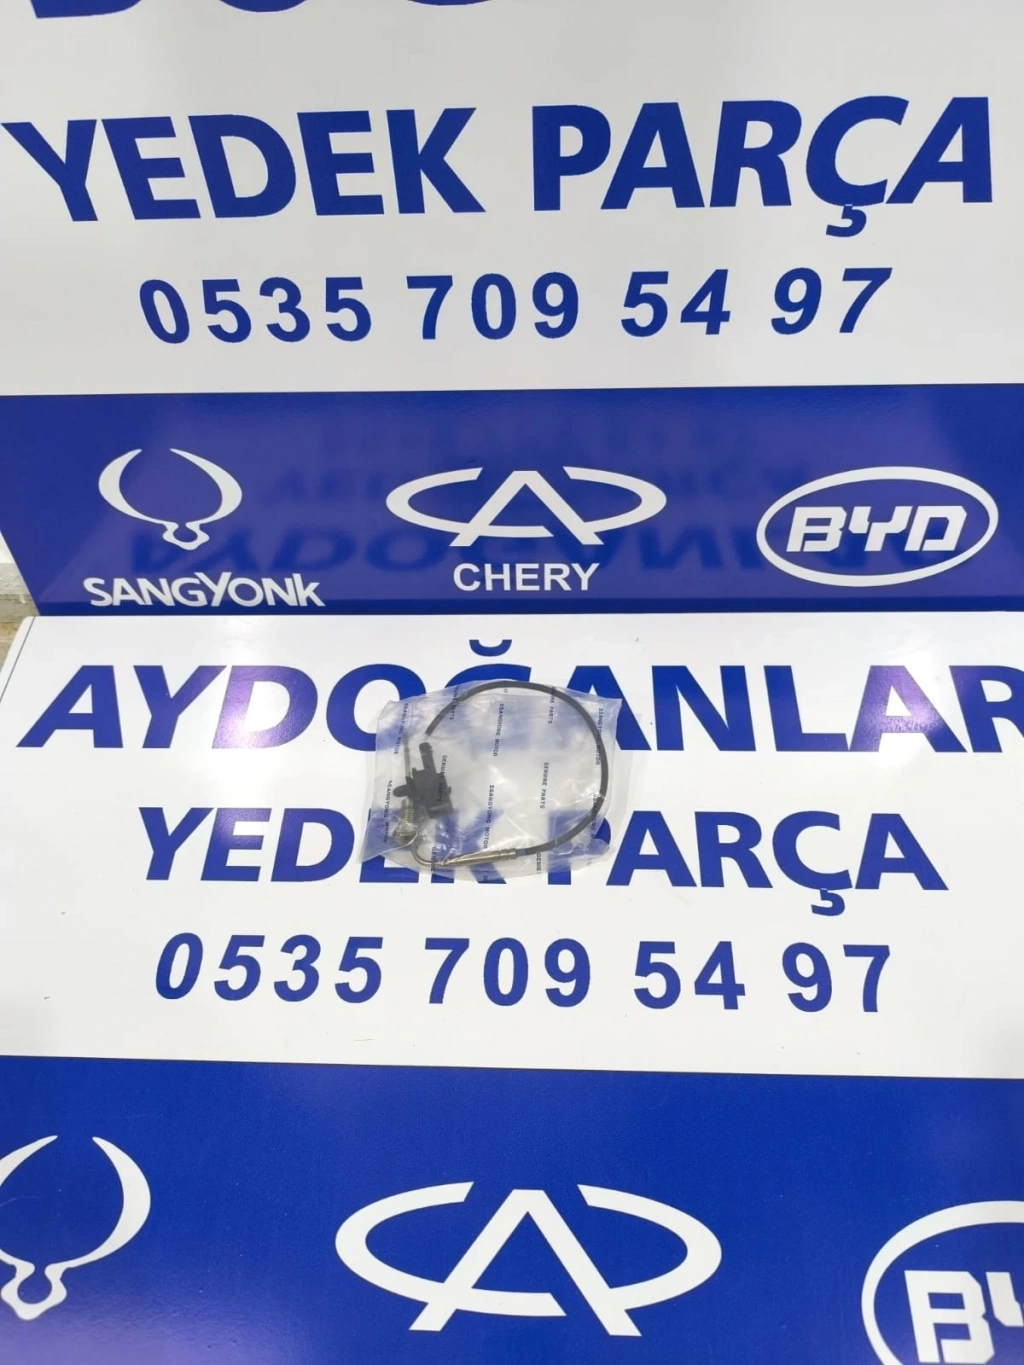 YEDEK PARÇA
0535 709 54 97
SANGYONK
CHERY
BYD
AYDOĞANLAR
YEDEK PARÇA
0535 709 54 97